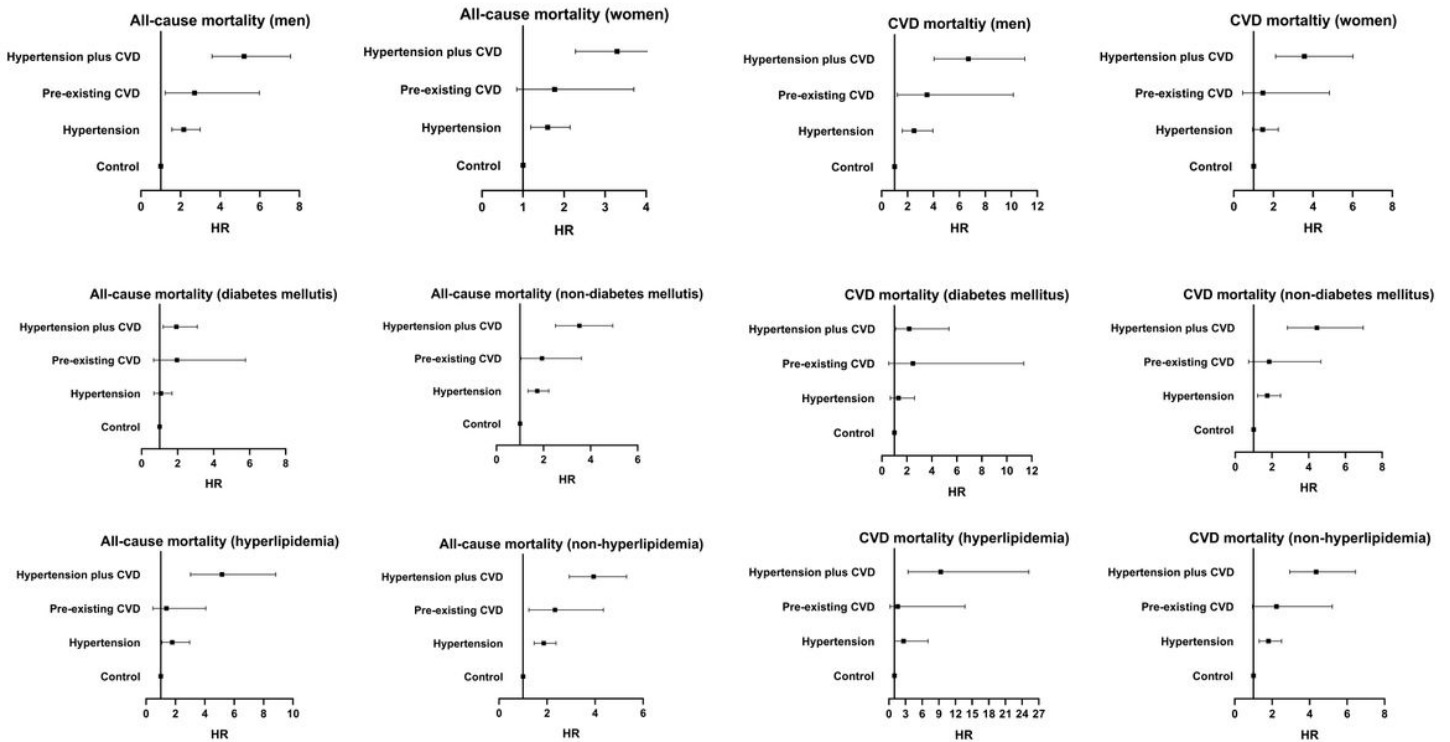 All-cause mortality (men)
Hypertension plus CVD
Pre-existing CVD
Hypertension
Control
0 2 4 6 8
HR
All-cause mortality (women)
Hypertension plus CVD
Pre-existing CVD
Hypertension
Control
0 1 2 3 4
HR
CVD mortaltiy (men)
Hypertension plus CVD
Pre-existing CVD
Hypertension
Control
0 2 4 6 8 10 12
HR
CVD mortaltiy (women)
Hypertension plus CVD
Pre-existing CVD
Hypertension
Control
0 2 4 6 8
HR
All-cause mortality (diabetes mellutis)
Hypertension plus CVD
Pre-existing CVD
Hypertension
Control
0 2 4 6 8
HR
All-cause mortality (non-diabetes mellutis)
Hypertension plus CVD
Pre-existing CVD
Hypertension
Control
0 2 4 6
HR
CVD mortality (diabetes mellitus)
Hypertension plus CVD
Pre-existing CVD
Hypertension
Control
0 2 4 6 8 10 12
HR
CVD mortality (non-diabetes mellitus)
Hypertension plus CVD
Pre-existing CVD
Hypertension
Control
0 2 4 6 8
HR
All-cause mortality (hyperlipidemia)
Hypertension plus CVD
Pre-existing CVD
Hypertension
Control
0 2 4 6 8 10
HR
All-cause mortality (non-hyperlipidemia)
Hypertension plus CVD
Pre-existing CVD
Hypertension
Control
0 2 4 6
HR
CVD mortality (hyperlipidemia)
Hypertension plus CVD
Pre-existing CVD
Hypertension
Control
0 3 6 9 12 15 18 21 24 27
HR
CVD mortality (non-hyperlipidemia)
Hypertension plus CVD
Pre-existing CVD
Hypertension
Control
0 2 4 6 8
HR